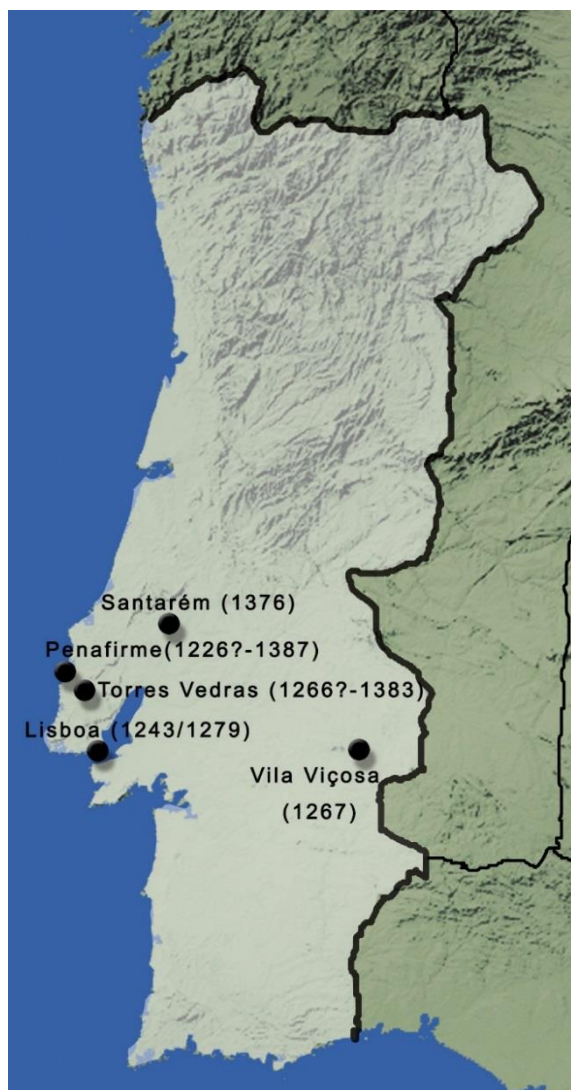 Santarém (1376)
Penafirme(1226?-1387)
Torres Vedras (1266?-1383)
Lisboa (1243/1279)
Vila Viçosa
(1267)